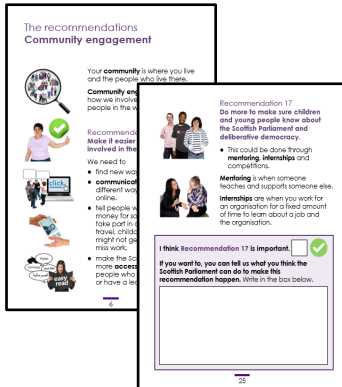 The recommendations
Community engagement
Your community is where you live
and the people who live there.
Community eng
how we involve
people in the w
Recommenda
Make it easier
involved in the
We need to
• find new way
• communicat
different way
online.
• tell people w
money for so
take part in c
travel, childc
might not ge
miss work.
• make the Sc
more access
people who
or have a lea
click
easy
read
6
Recommendation 17
Do more to make sure children
and young people know about
the Scottish Parliament and
deliberative democracy.
• This could be done through
mentoring, internships and
competitions.
Mentoring is when someone
teaches and supports someone else.
Internships are when you work for
an organisation for a fixed amount
of time to learn about a job and
the organisation.
I think Recommendation 17 is important.
If you want to, you can tell us what you think the
Scottish Parliament can do to make this
recommendation happen. Write in the box below.
25